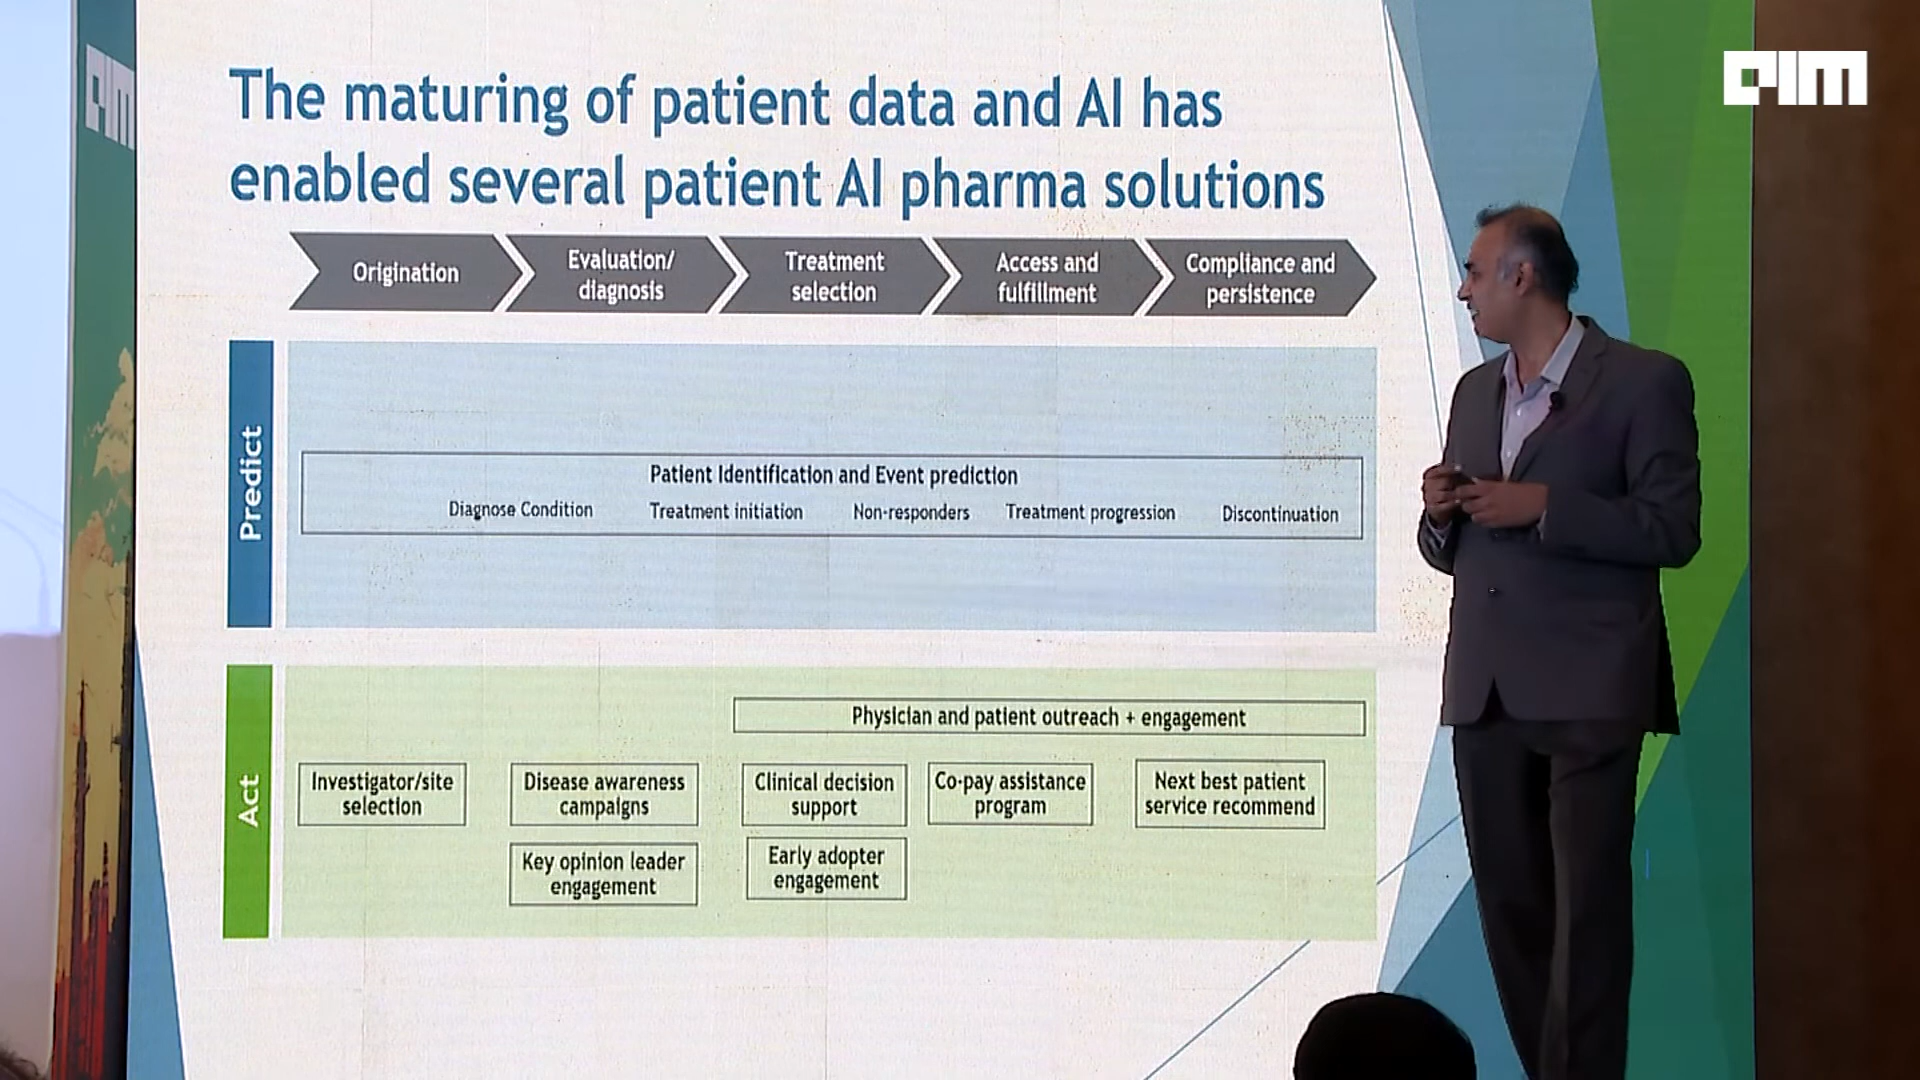 AIM
AIM
The maturing of patient data and AI has
enabled several patient AI pharma solutions
Origination
Evaluation/
diagnosis
Treatment
selection
Access and
fulfillment
Compliance and
persistence
Predict
Patient Identification and Event prediction
Diagnose Condition
Treatment initiation
Non-responders
Treatment progression
Discontinuation
Act
Physician and patient outreach + engagement
Investigator/site
selection
Disease awareness
campaigns
Clinical decision
support
Co-pay assistance
program
Next best patient
service recommend
Key opinion leader
engagement
Early adopter
engagement